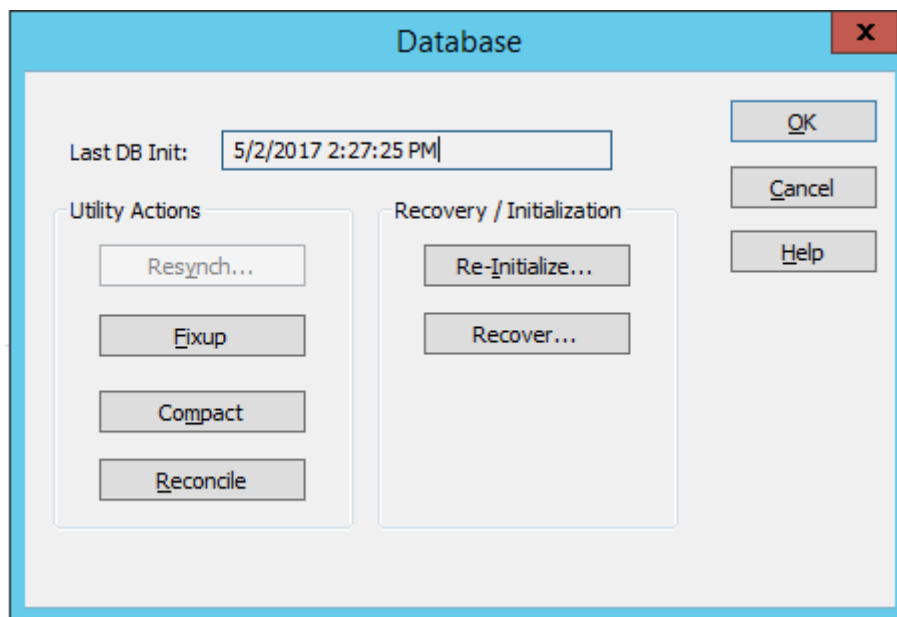 Database
x
Last DB Init: 5/2/2017 2:27:25 PM
OK
Cancel
Help
Utility Actions
Resynch...
Fixup
Compact
Reconcile
Recovery / Initialization
Re-Initialize...
Recover...